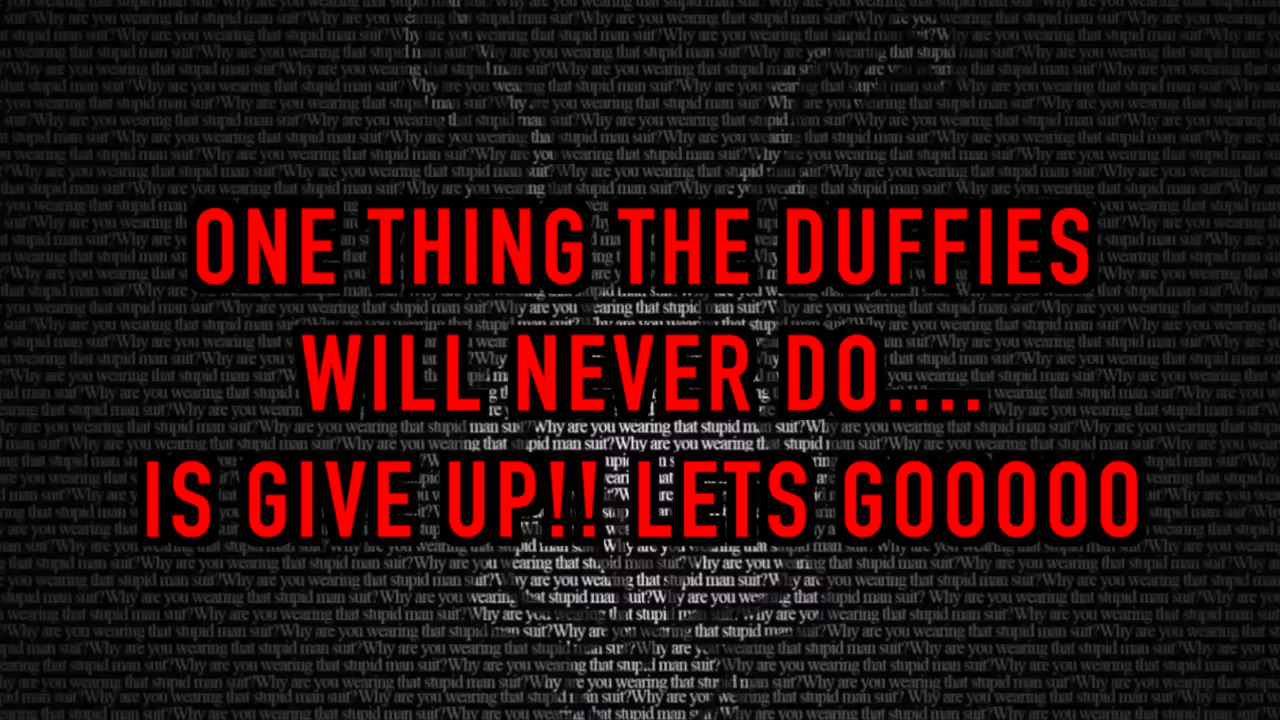 ONE THING THE DUFFIES
WILL NEVER DO....
IS GIVE UP!! LETS GOOOOO
Why are you wearing that stupid man suit?